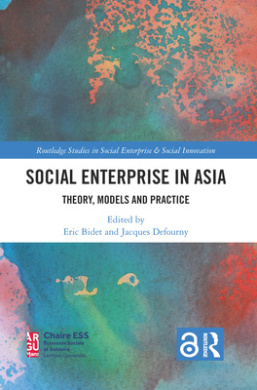 Routledge Studies in Social Enterprise & Social Innovation
SOCIAL ENTERPRISE IN ASIA
THEORY, MODELS AND PRACTICE
Edited by
Eric Bidet and Jacques Defourny
Chaire ESS
ROUTLEDGE